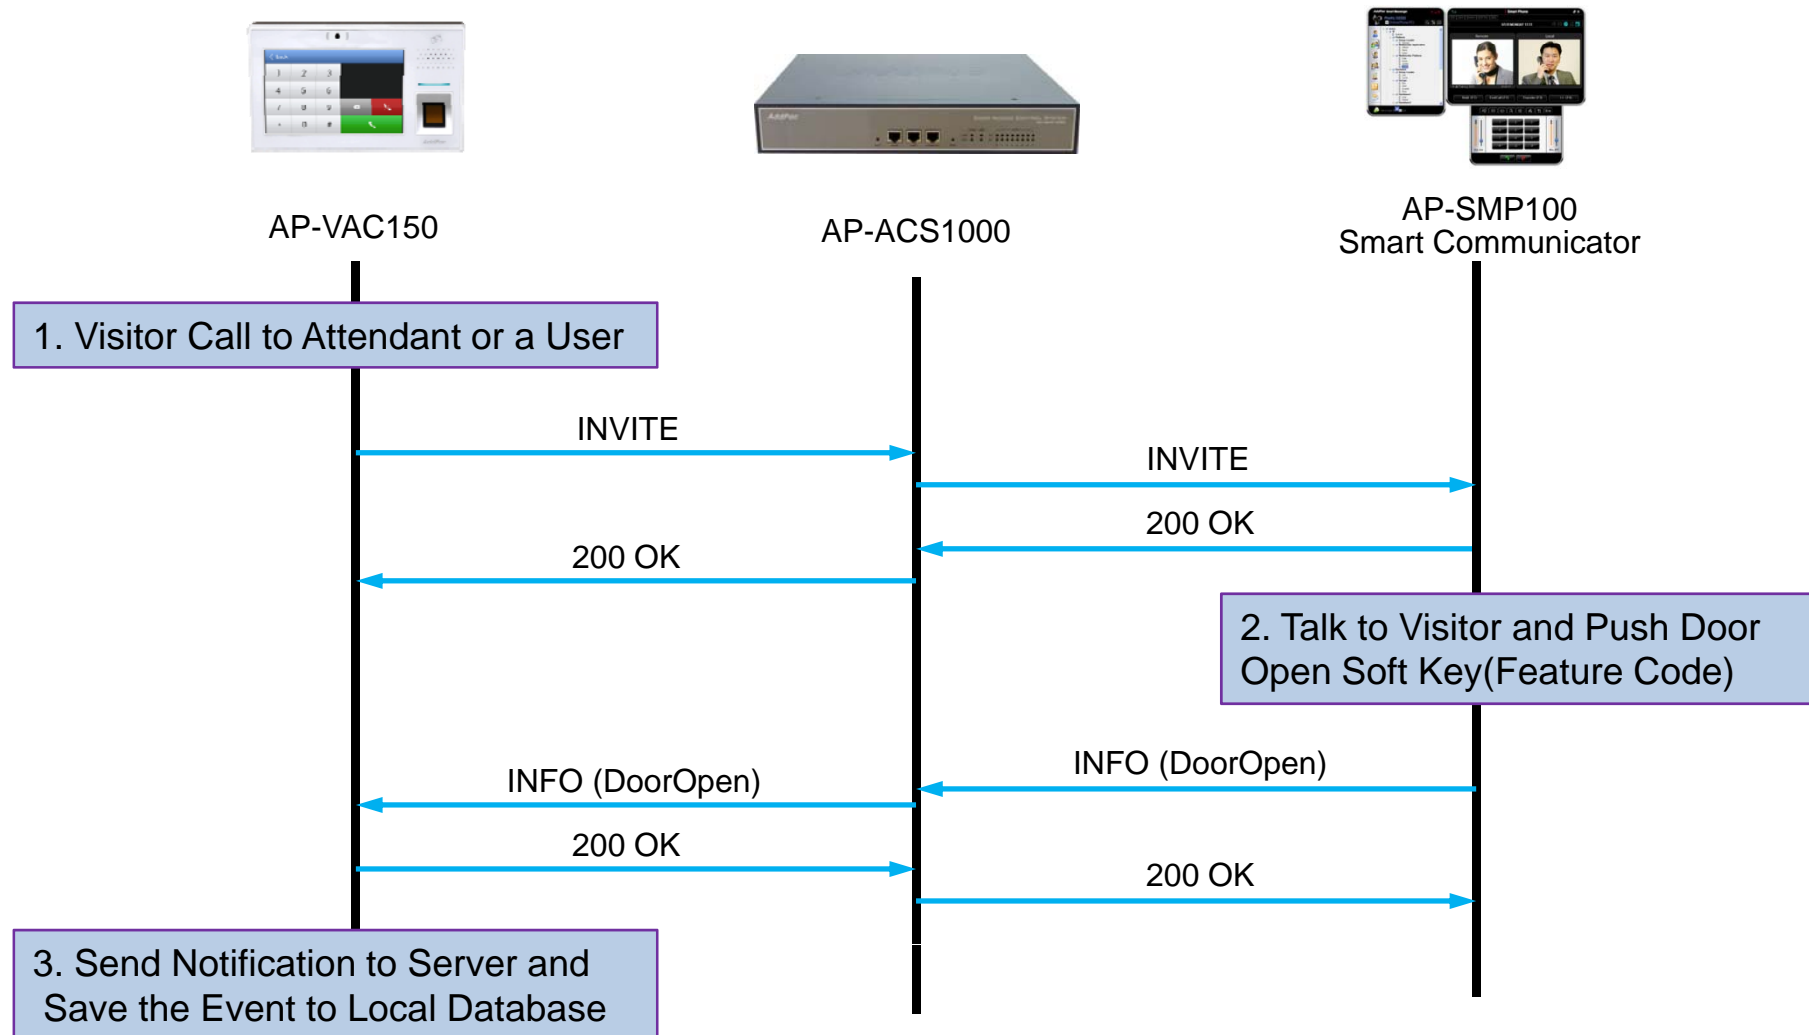 AddPac
AP-VAC150
AP-ACS1000
AP-SMP100
Smart Communicator
1. Visitor Call to Attendant or a User
INVITE
INVITE
200 OK
200 OK
2. Talk to Visitor and Push Door
Open Soft Key(Feature Code)
INFO (DoorOpen)
INFO (DoorOpen)
200 OK
200 OK
3. Send Notification to Server and
Save the Event to Local Database